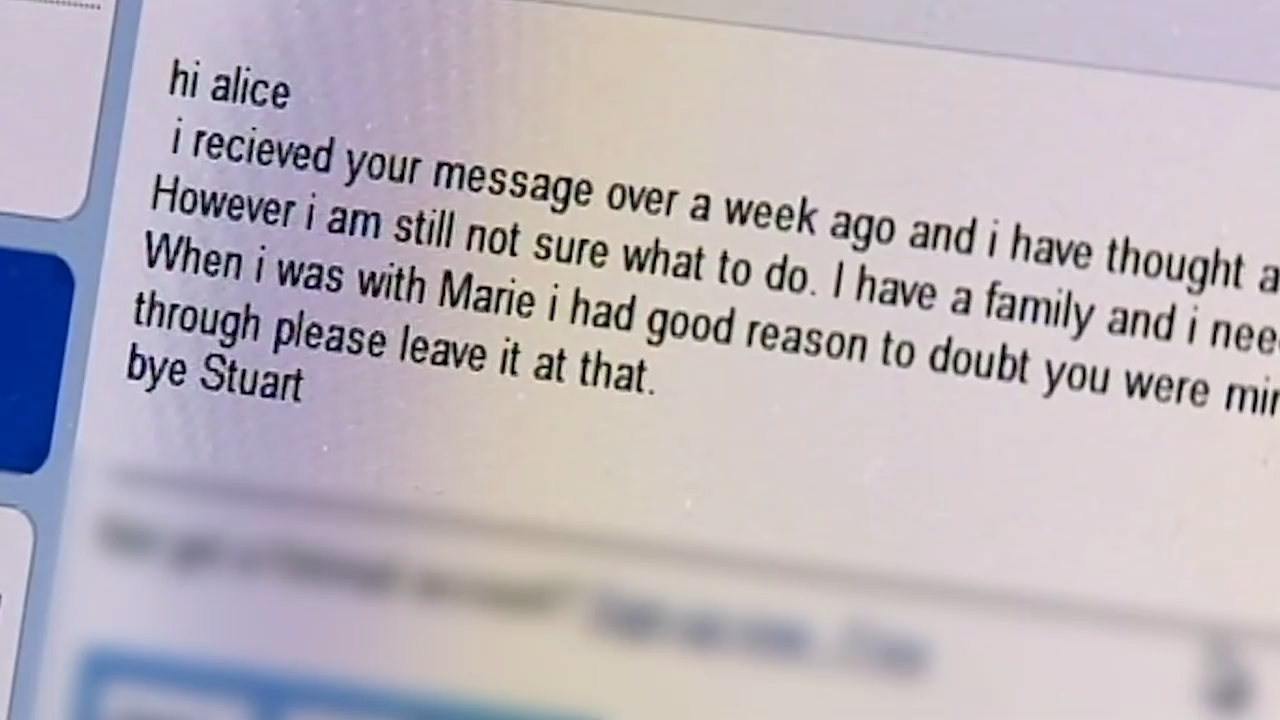 hi alice
i recieved your message over a week ago and i have thought
However i am still not sure what to do. I have a family and i
When i was with Marie i had good reason to doubt you were
through please leave it at that.
bye Stuart